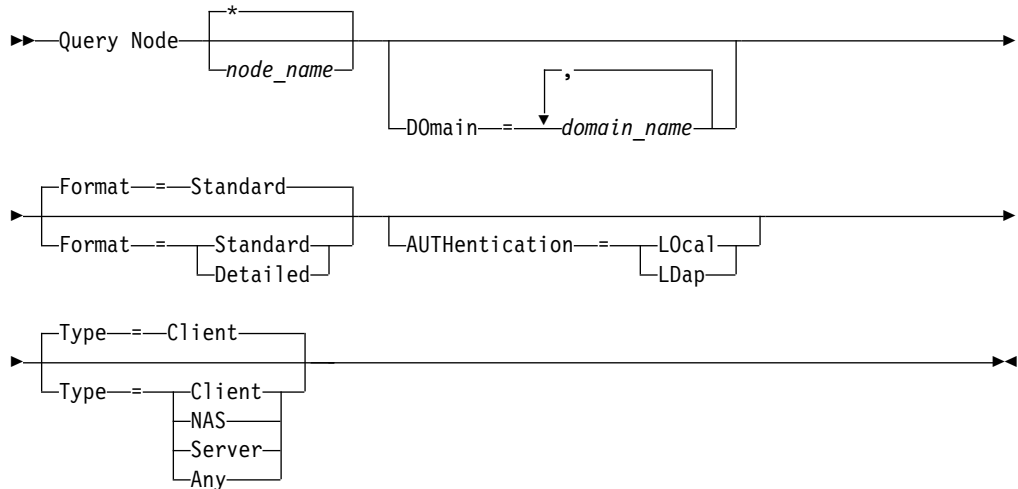 *
Query Node
node_name
,
DOmain = domain_name
Format = Standard
Format = Standard
Detailed
AUTHentication = LOcal
LDap
Type = Client
Type = Client
NAS
Server
Any